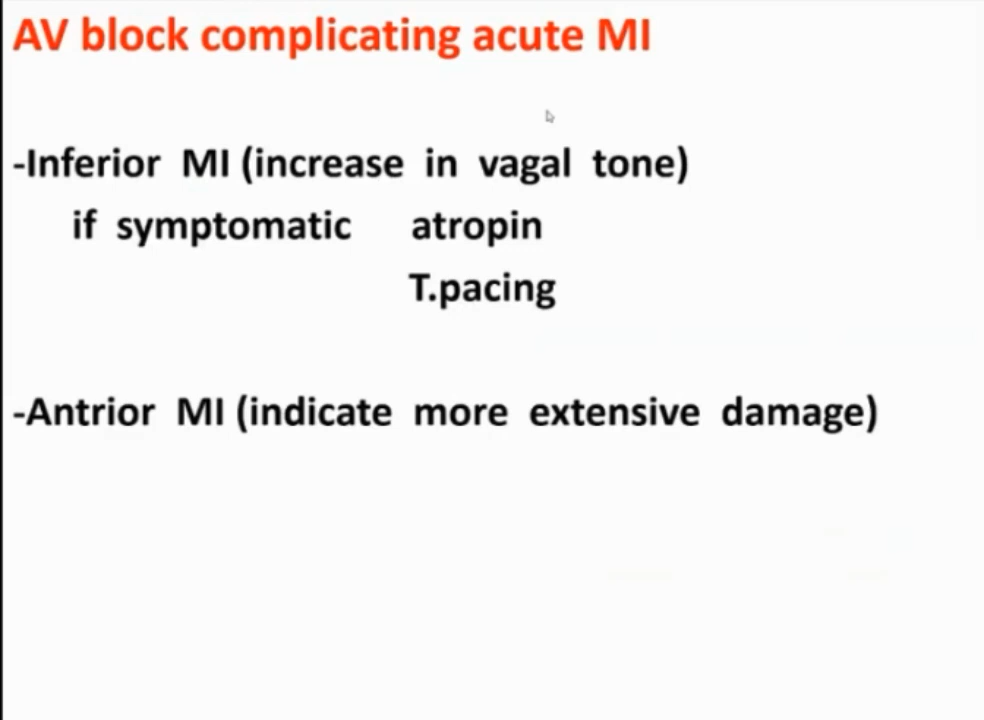 AV block complicating acute MI
-Inferior MI (increase in vagal tone)
if symptomatic atropin
T.pacing
-Antrior MI (indicate more extensive damage)